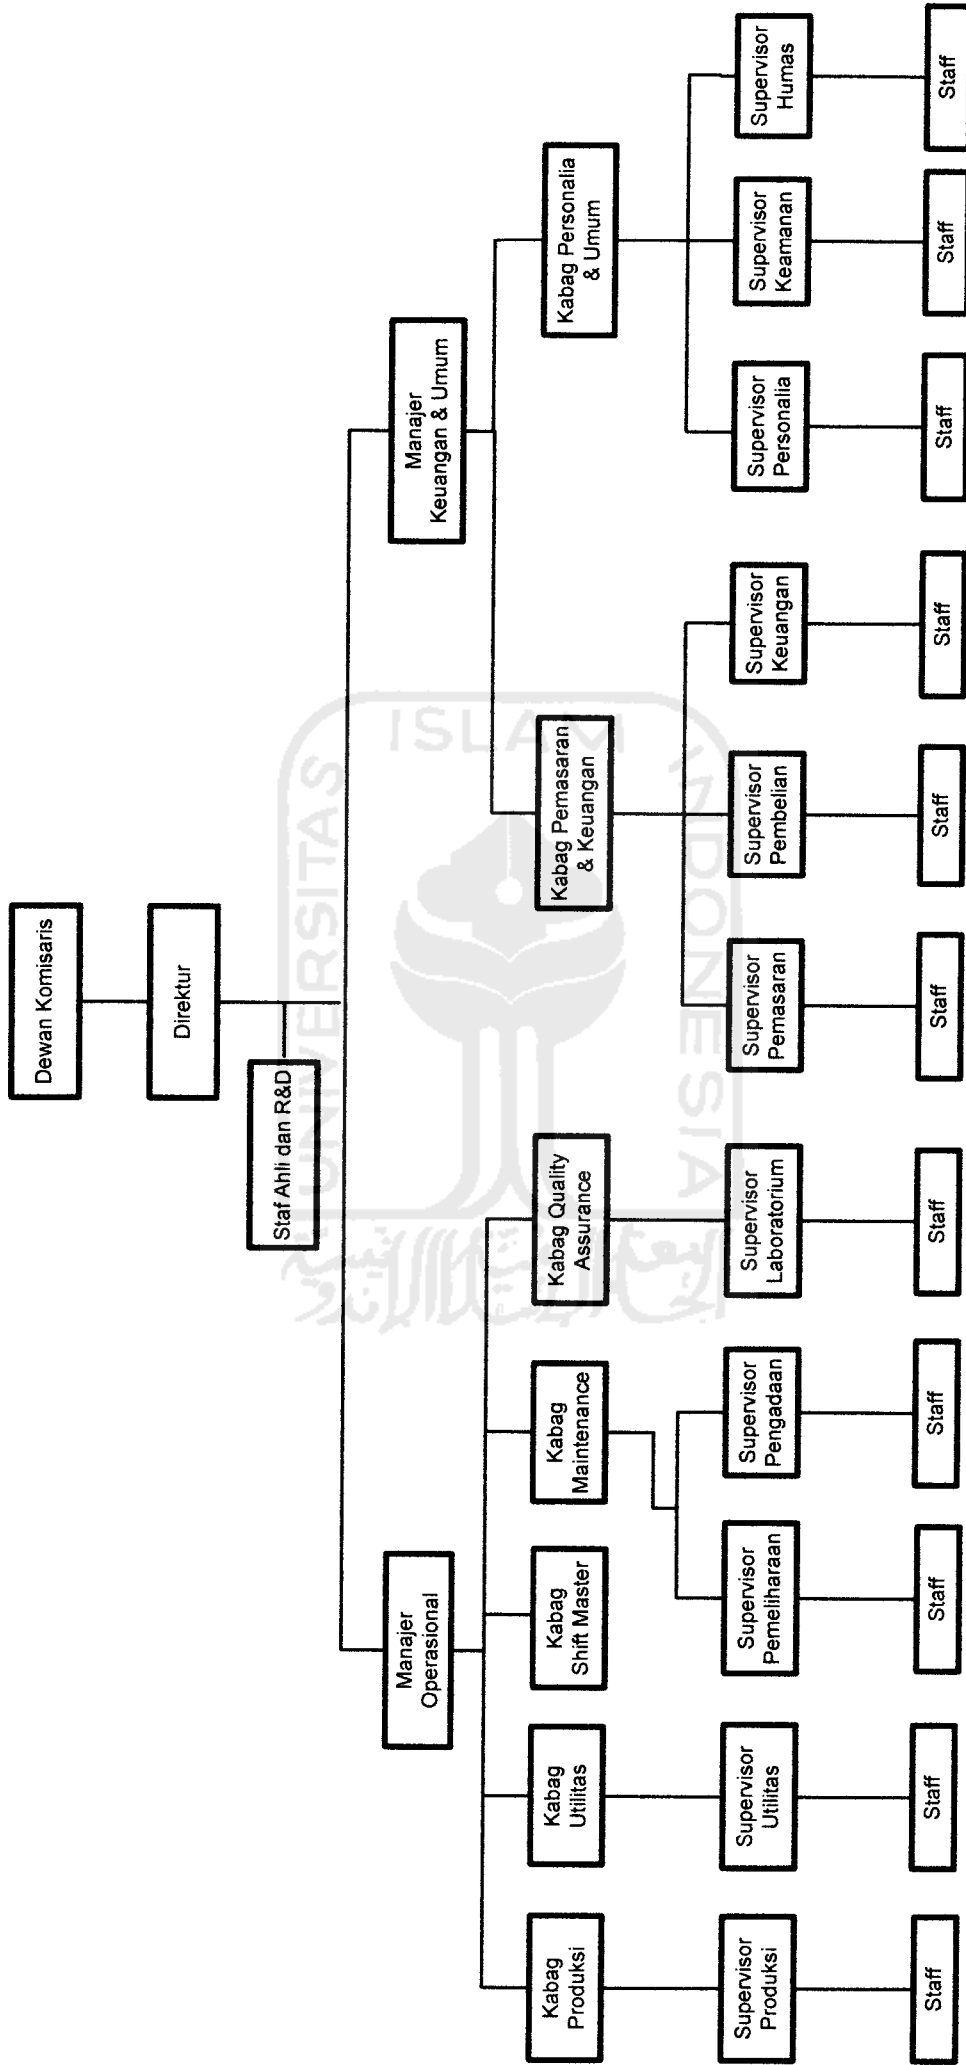 Dewan Komisaris
Direktur
Staf Ahli dan R&D
Manajer
Operasional
Manajer
Keuangan & Umum
Kabag
Produksi
Kabag
Utilitas
Kabag
Shift Master
Kabag
Maintenance
Kabag Quality
Assurance
Kabag Pemasaran
& Keuangan
Kabag Personalia
& Umum
Supervisor
Produksi
Supervisor
Utilitas
Supervisor
Pemeliharaan
Supervisor
Pengadaan
Supervisor
Laboratorium
Supervisor
Pemasaran
Supervisor
Pembelian
Supervisor
Keuangan
Supervisor
Personalia
Supervisor
Keamanan
Supervisor
Humas
Staff
Staff
Staff
Staff
Staff
Staff
Staff
Staff
Staff
Staff
Staff
UNIVERSITAS
ISLAM
INDONESIA